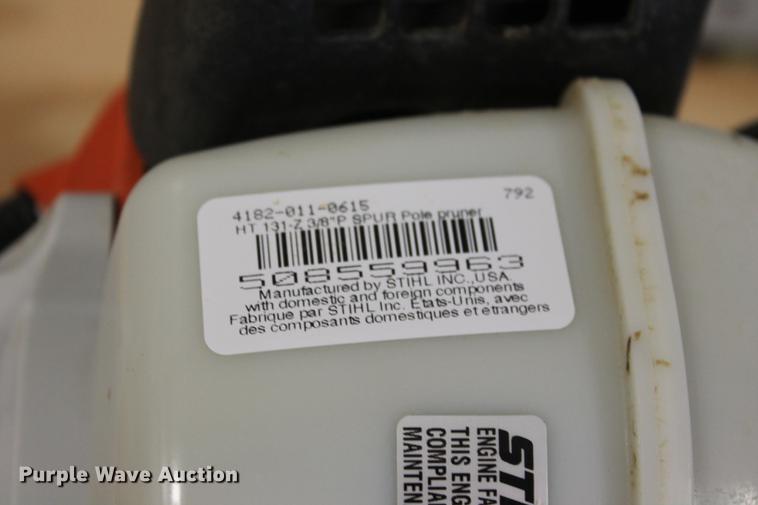 4182-011-0615 792
HT 131-Z 3/8"P SPUR Pole pruner
508559963
Manufactured by STIHL INC.,USA.
with domestic and foreign components
Fabrique par STIHL Inc. Etats-Unis, avec
des composants domestiques et etrangers
ENGINE FA
THIS ENG
COMPLIA
MAINTEN
Purple Wave Auction